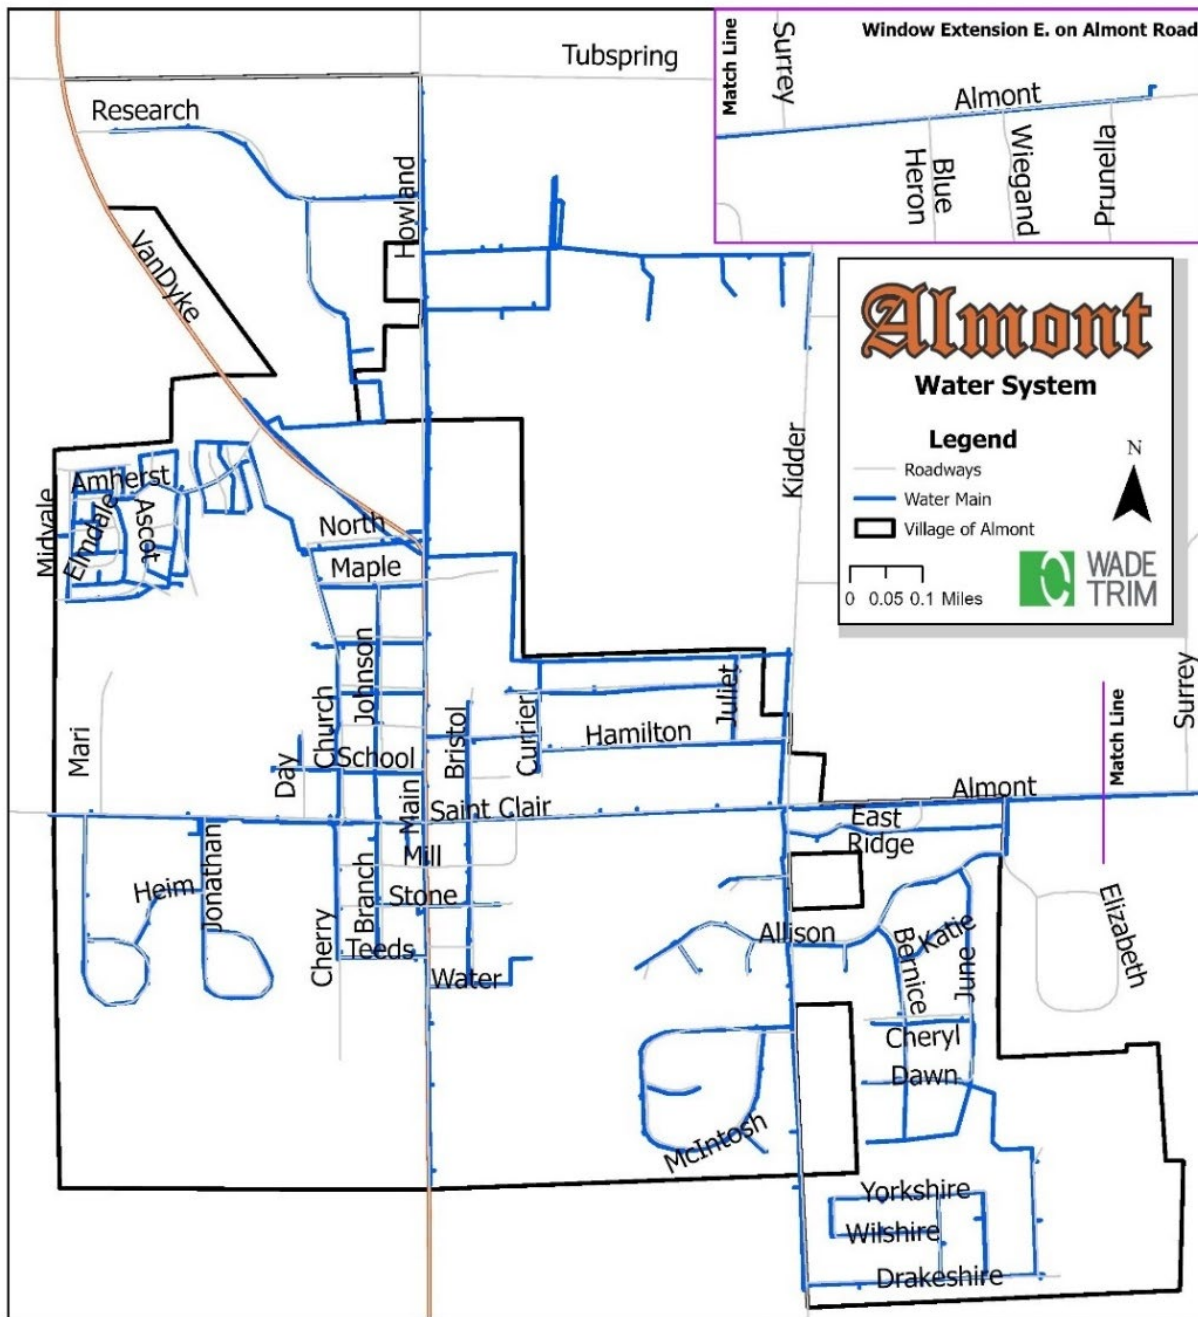 Window Extension E. on Almont Road
Match Line
Surrey
Almont
Blue
Heron
Wiegand
Prunella
Tubspring
Research
Howland
VanDyke
Almont
Water System
Legend
Roadways
Water Main
Village of Almont
N
0 0.05 0.1 Miles
WADE
TRIM
Kidder
Amherst
Midvale
Elmdale
Ascot
North
Maple
Johnson
Church
Juliet
Surrey
Mari
Day
School
Main
Bristol
Currier
Hamilton
Match Line
Saint Clair
Almont
East
Ridge
Mill
Heim
Jonathan
Branch
Stone
Cherry
Teeds
Water
Allison
Bernice
Katie
June
Elizabeth
Cheryl
Dawn
McIntosh
Yorkshire
Wilshire
Drakeshire